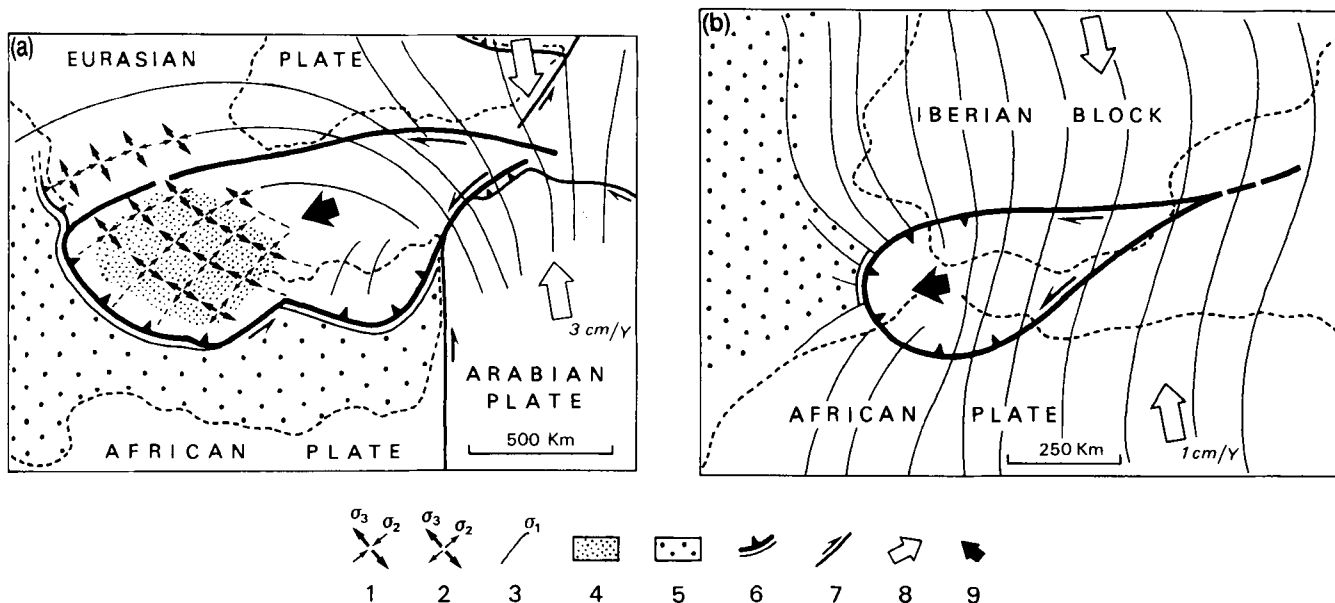 (a)
EURASIAN PLATE
3 cm/Y
ARABIAN
PLATE
500 Km
AFRICAN PLATE
(b)
IBERIAN BLOCK
AFRICAN PLATE
250 Km
1 cm/Y
σ3 σ2 σ3 σ2 σ1
1 2 3 4 5 6 7 8 9